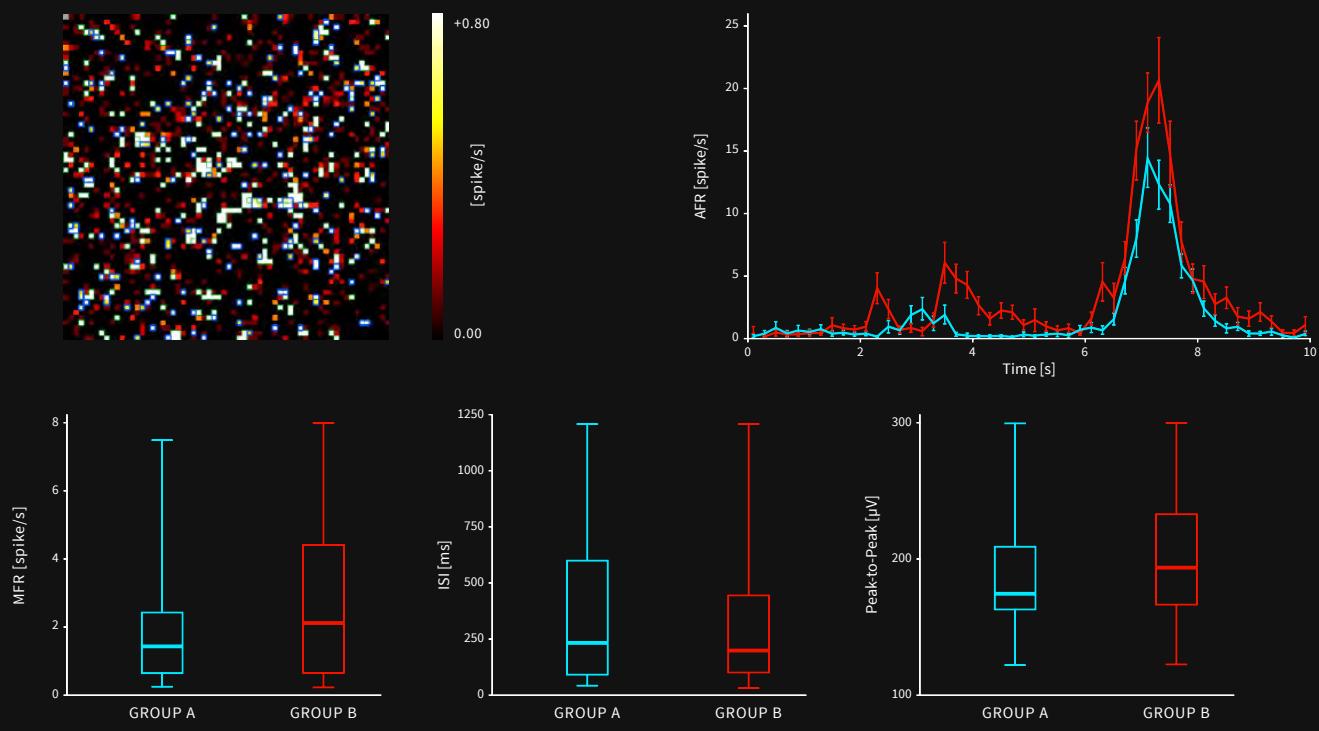 +0.80
[spike/s]
0.00
25
20
15
10
5
0
AFR [spike/s]
0
2
4
6
8
10
Time [s]
8
6
4
2
0
MFR [spike/s]
GROUP A
GROUP B
1250
1000
750
500
250
0
ISI [ms]
GROUP A
GROUP B
300
200
100
Peak-to-Peak [µV]
GROUP A
GROUP B